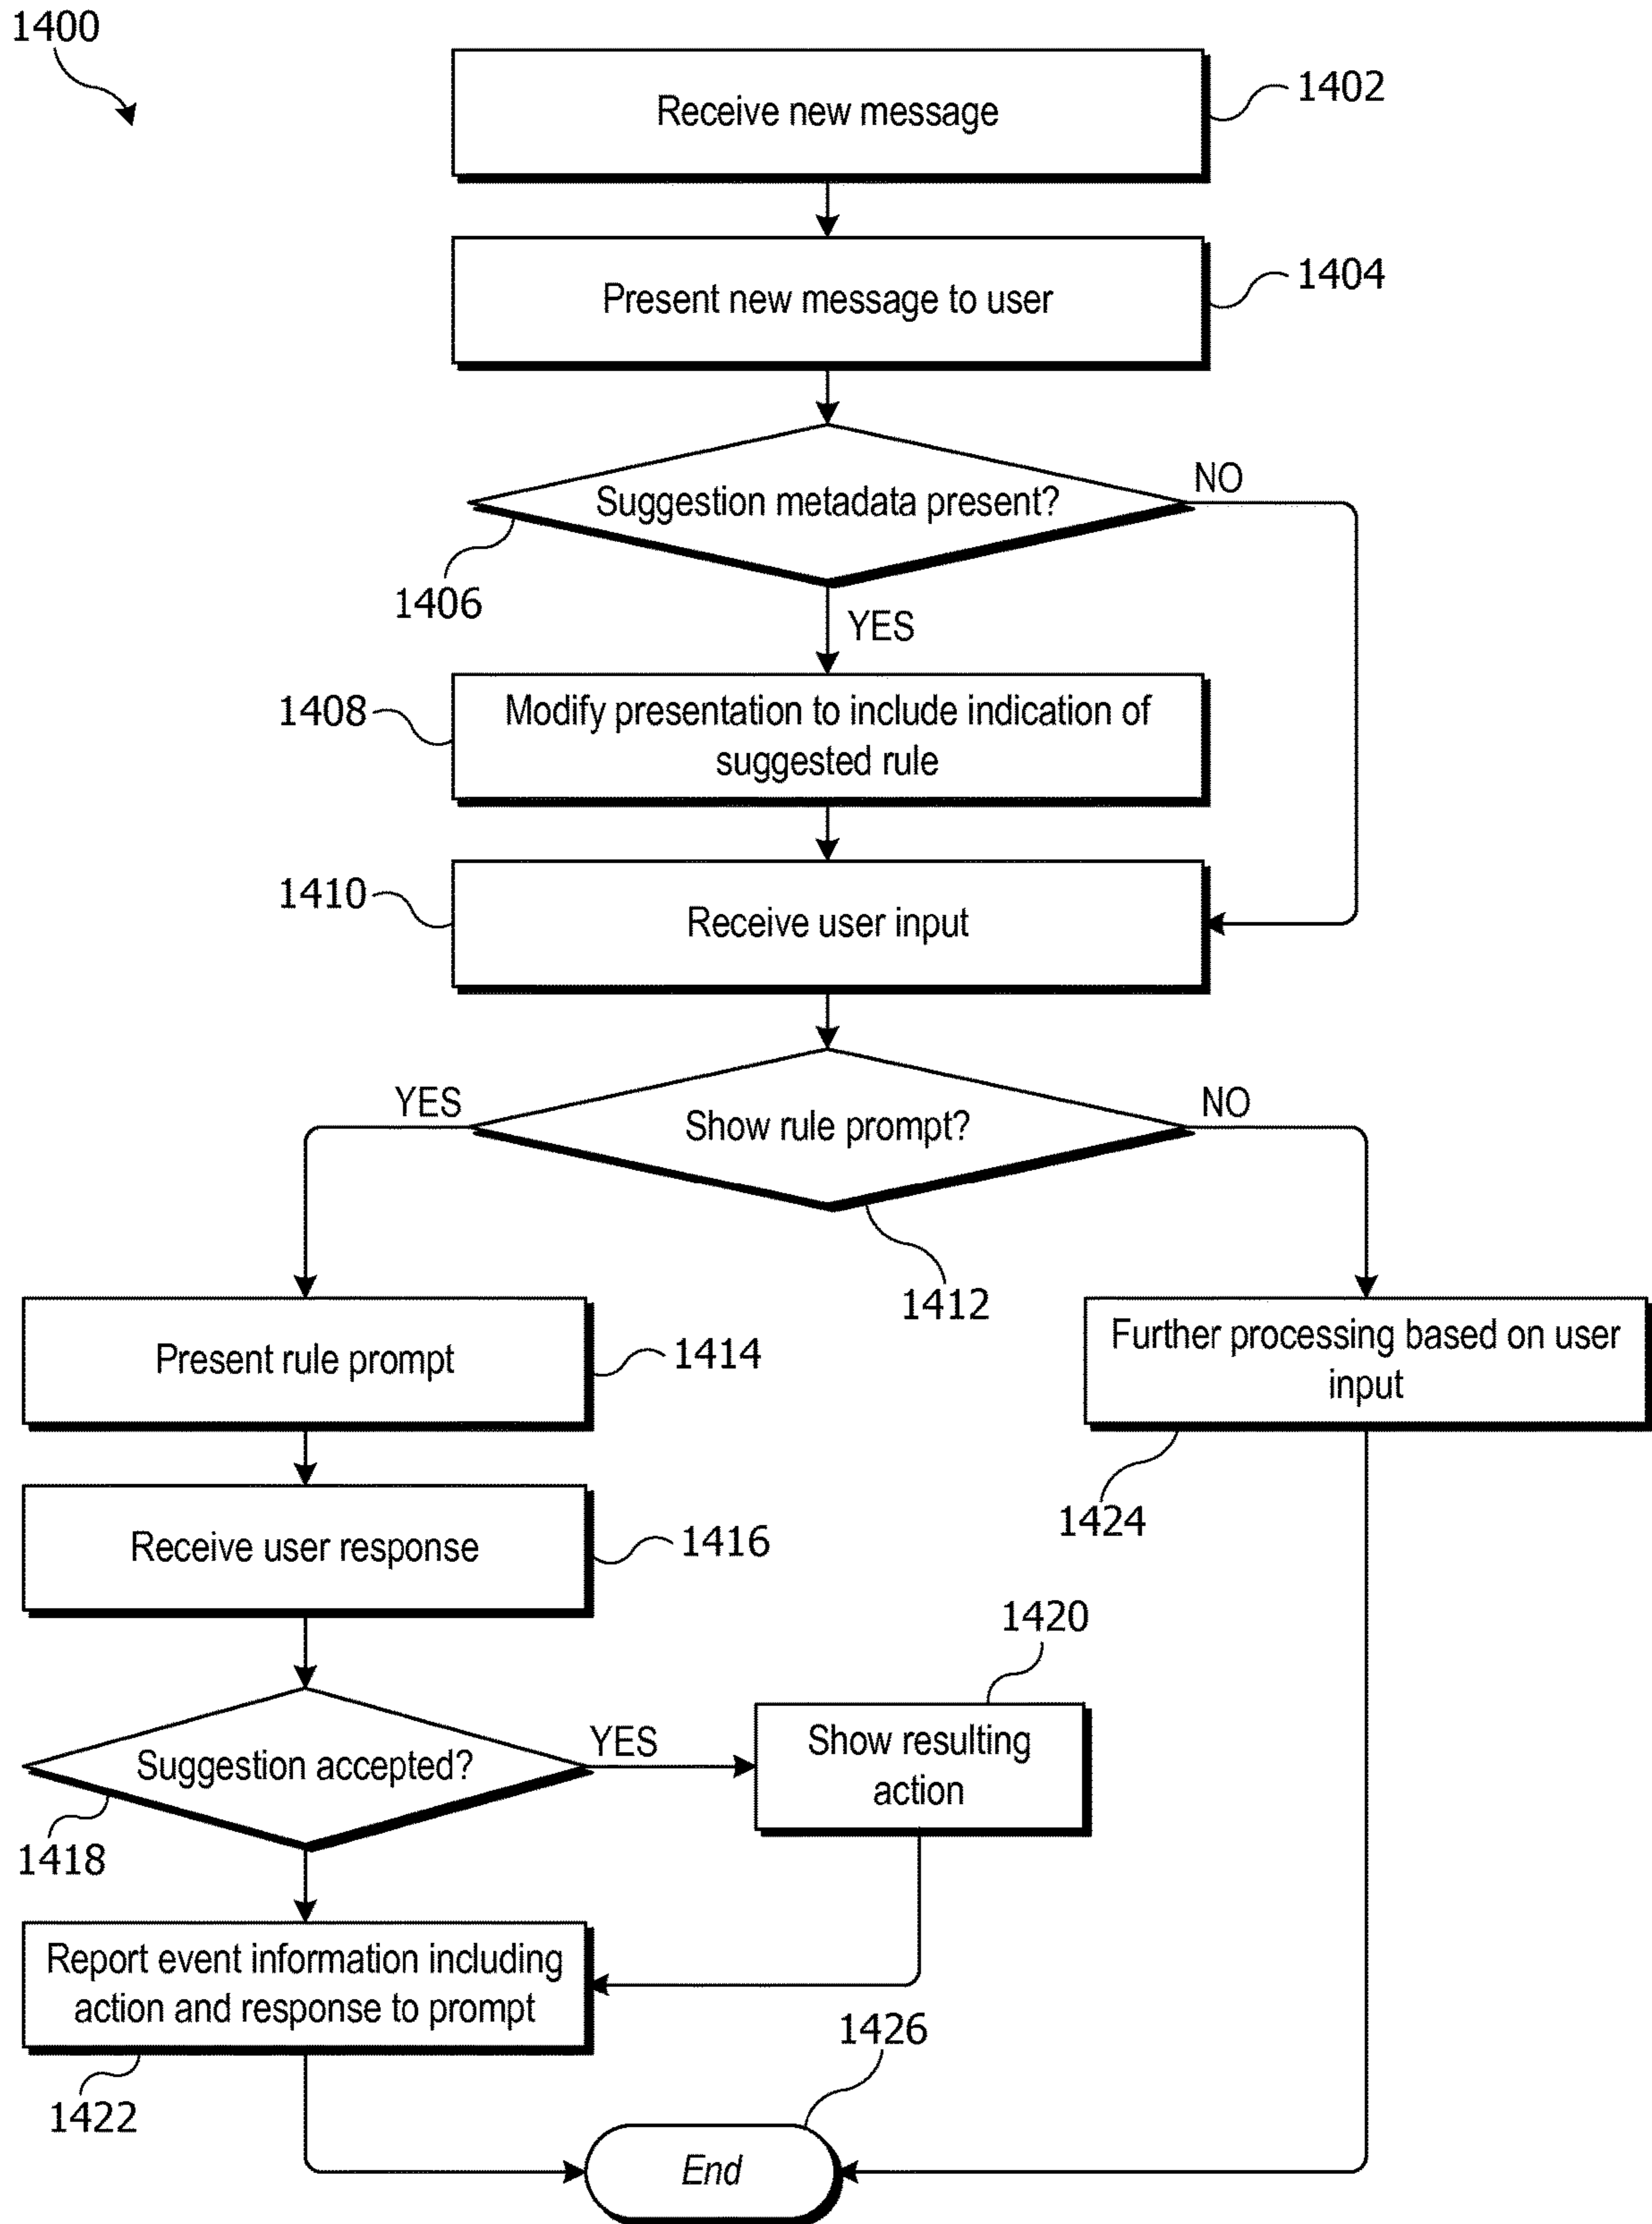 1400
Receive new message
1402
Present new message to user
1404
Suggestion metadata present?
NO
1406
YES
1408
Modify presentation to include indication of
suggested rule
1410
Receive user input
YES
Show rule prompt?
NO
1412
Present rule prompt
1414
Further processing based on user
input
1424
Receive user response
1416
1420
Suggestion accepted?
YES
Show resulting
action
1418
Report event information including
action and response to prompt
1422
1426
End